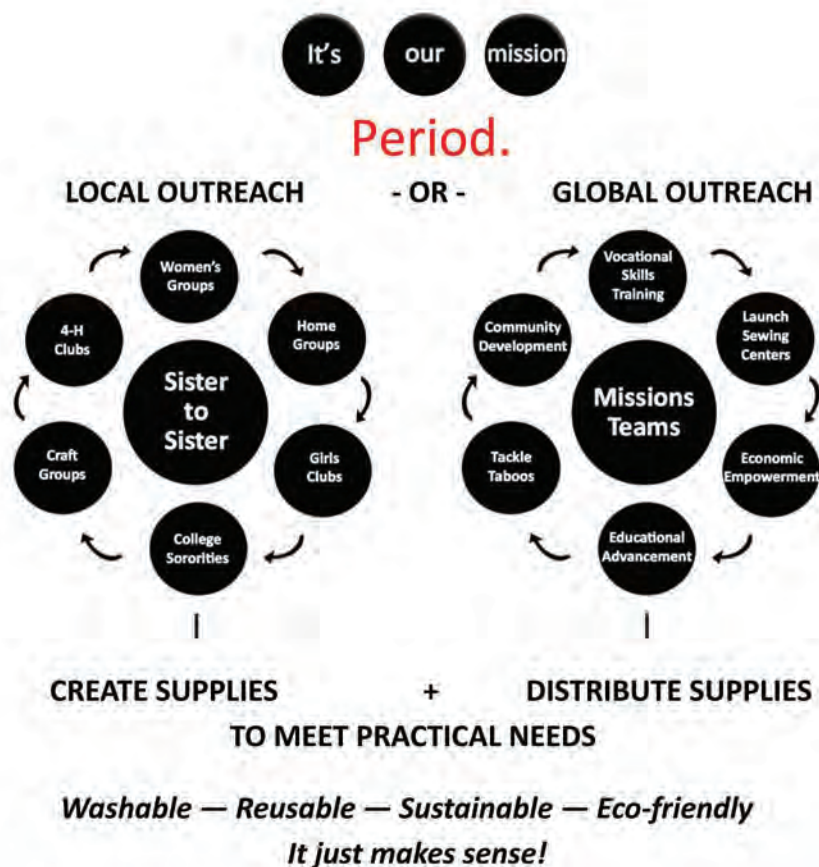 It's our mission
Period.
LOCAL OUTREACH - OR - GLOBAL OUTREACH
Women's
Groups
Home
Groups
Girls
Clubs
College
Sororities
Craft
Groups
4-H
Clubs
Sister
to
Sister
Vocational
Skills
Training
Launch
Sewing
Centers
Economic
Empowerment
Educational
Advancement
Tackle
Taboos
Community
Development
Missions
Teams
CREATE SUPPLIES + DISTRIBUTE SUPPLIES
TO MEET PRACTICAL NEEDS
Washable — Reusable — Sustainable — Eco-friendly
It just makes sense!